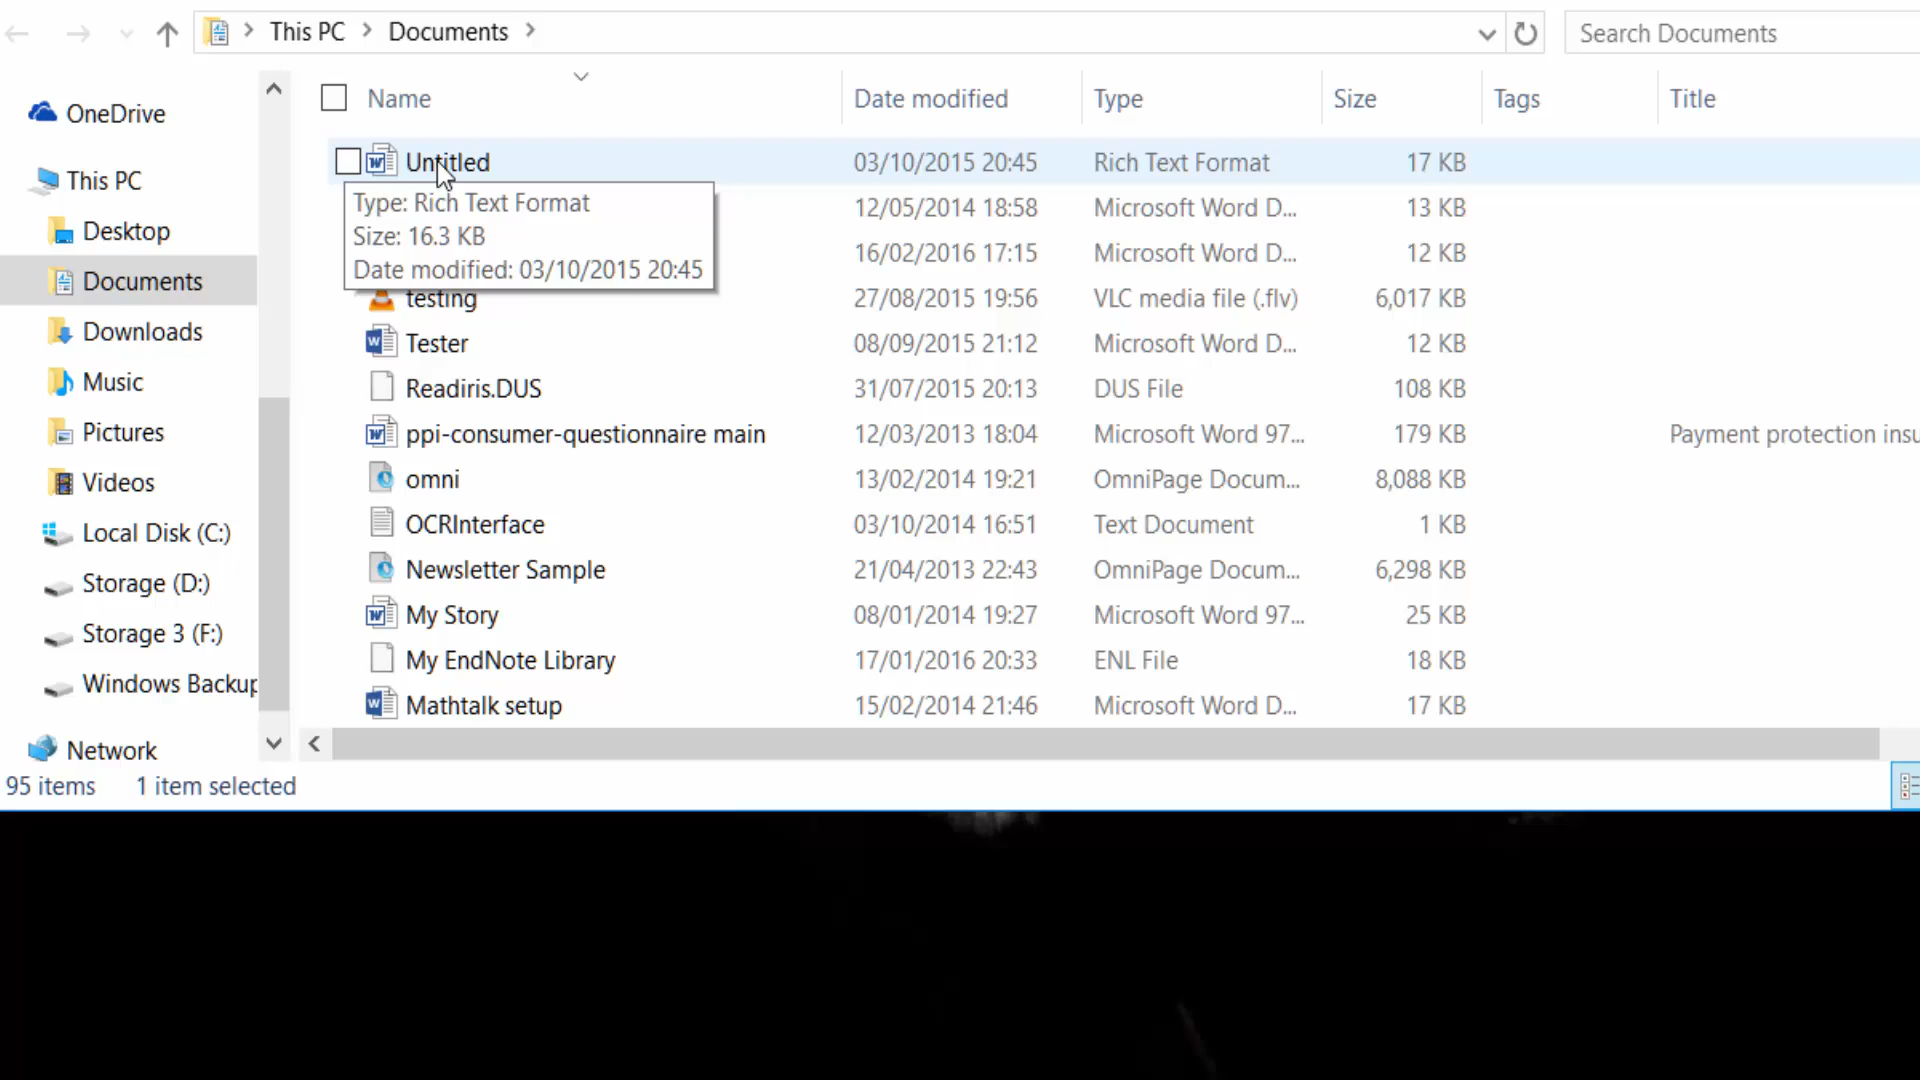 This PC Documents Search Documents
OneDrive
This PC
Desktop
Documents
Downloads
Music
Pictures
Videos
Local Disk (C:)
Storage (D:)
Storage 3 (F:)
Windows Backup
Network
Name Date modified Type Size Tags Title
Untitled 03/10/2015 20:45 Rich Text Format 17 KB
Type: Rich Text Format
Size: 16.3 KB
Date modified: 03/10/2015 20:45
12/05/2014 18:58 Microsoft Word D... 13 KB
16/02/2016 17:15 Microsoft Word D... 12 KB
testing 27/08/2015 19:56 VLC media file (.flv) 6,017 KB
Tester 08/09/2015 21:12 Microsoft Word D... 12 KB
Readiris.DUS 31/07/2015 20:13 DUS File 108 KB
ppi-consumer-questionnaire main 12/03/2013 18:04 Microsoft Word 97... 179 KB Payment protection insu
omni 13/02/2014 19:21 OmniPage Docum... 8,088 KB
OCRInterface 03/10/2014 16:51 Text Document 1 KB
Newsletter Sample 21/04/2013 22:43 OmniPage Docum... 6,298 KB
My Story 08/01/2014 19:27 Microsoft Word 97... 25 KB
My EndNote Library 17/01/2016 20:33 ENL File 18 KB
Mathtalk setup 15/02/2014 21:46 Microsoft Word D... 17 KB
95 items 1 item selected